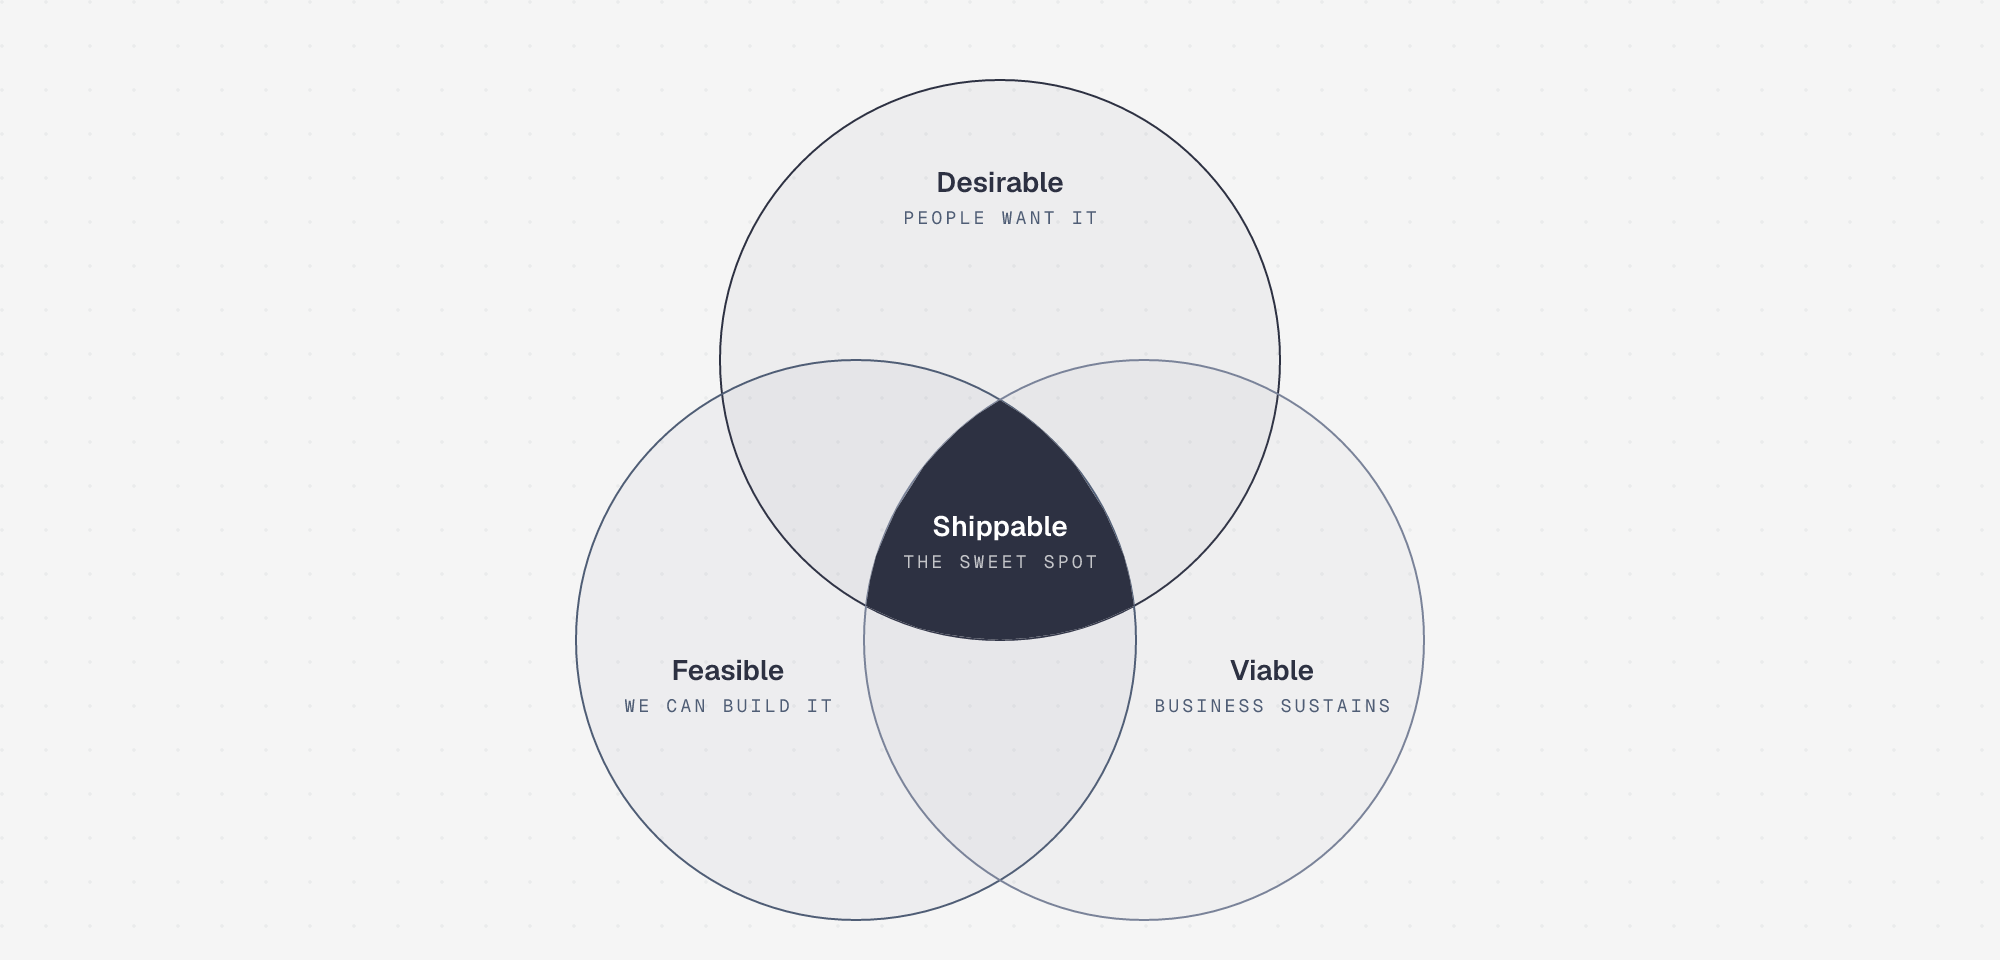 Desirable
PEOPLE WANT IT
Shippable
THE SWEET SPOT
Feasible
WE CAN BUILD IT
Viable
BUSINESS SUSTAINS